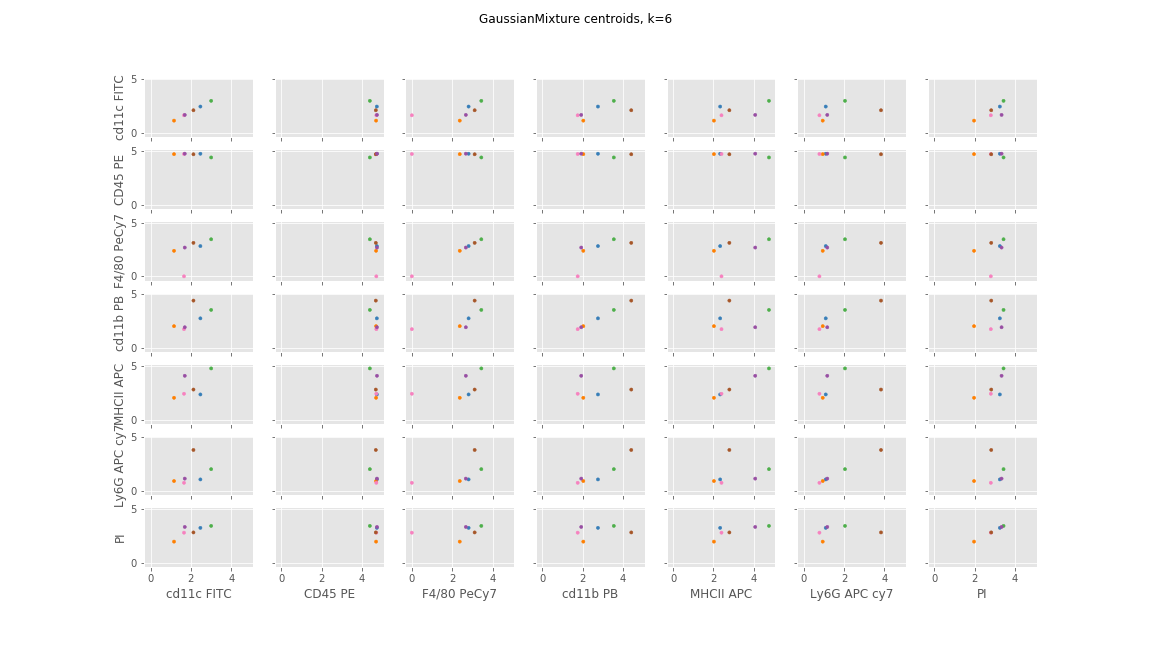 GaussianMixture centroids, k=6
cd11c FITC
5
0
CD45 PE
5
0
F4/80 PeCy7
5
0
cd11b PB
5
0
MHCII APC
5
0
Ly6G APC cy7
5
0
PI
5
0
0 2 4 0 2 4 0 2 4 0 2 4 0 2 4 0 2 4 0 2 4
cd11c FITC CD45 PE F4/80 PeCy7 cd11b PB MHCII APC Ly6G APC cy7 PI